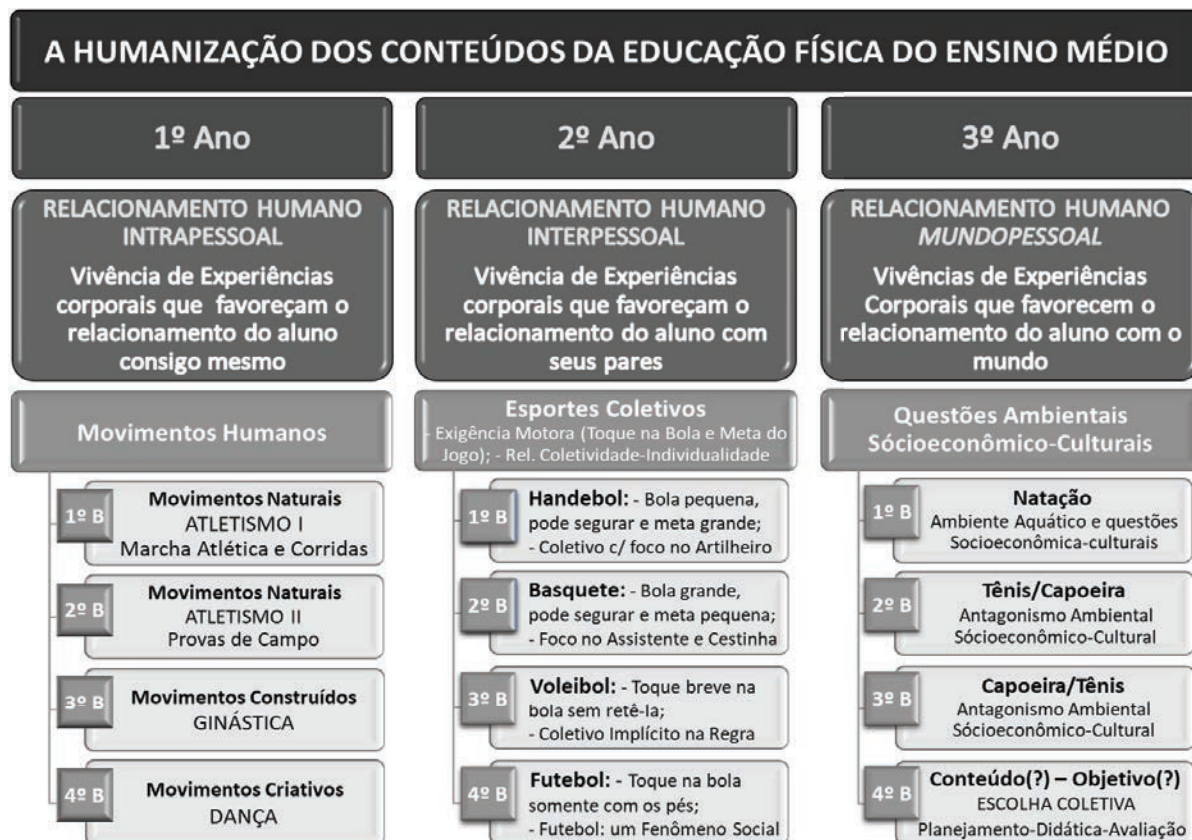 A HUMANIZAÇÃO DOS CONTEÚDOS DA EDUCAÇÃO FÍSICA DO ENSINO MÉDIO
1º Ano
RELACIONAMENTO HUMANO
INTRAPESSOAL
Vivência de Experiências
corporais que favoreçam o
relacionamento do aluno
consigo mesmo
Movimentos Humanos
1º B
Movimentos Naturais
ATLETISMO I
Marcha Atlética e Corridas
2º B
Movimentos Naturais
ATLETISMO II
Provas de Campo
3º B
Movimentos Construídos
GINÁSTICA
4º B
Movimentos Criativos
DANÇA
2º Ano
RELACIONAMENTO HUMANO
INTERPESSOAL
Vivência de Experiências
corporais que favoreçam o
relacionamento do aluno com
seus pares
Esportes Coletivos
- Exigência Motora (Toque na Bola e Meta do
Jogo); - Rel. Coletividade-Individualidade
1º B
Handebol: - Bola pequena,
pode segurar e meta grande;
- Coletivo c/ foco no Artilheiro
2º B
Basquete: - Bola grande,
pode segurar e meta pequena;
- Foco no Assistente e Cestinha
3º B
Voleibol: - Toque breve na
bola sem retê-la;
- Coletivo Implícito na Regra
4º B
Futebol: - Toque na bola
somente com os pés;
- Futebol: um Fenômeno Social
3º Ano
RELACIONAMENTO HUMANO
MUNDOPESSOAL
Vivências de Experiências
Corporais que favorecem o
relacionamento do aluno com o
mundo
Questões Ambientais
Sócioeconômico-Culturais
1º B
Natação
Ambiente Aquático e questões
Socioeconômica-culturais
2º B
Tênis/Capoeira
Antagonismo Ambiental
Sócioeconômico-Cultural
3º B
Capoeira/Tênis
Antagonismo Ambiental
Sócioeconômico-Cultural
4º B
Conteúdo(?) – Objetivo(?)
ESCOLHA COLETIVA
Planejamento-Didática-Avaliação